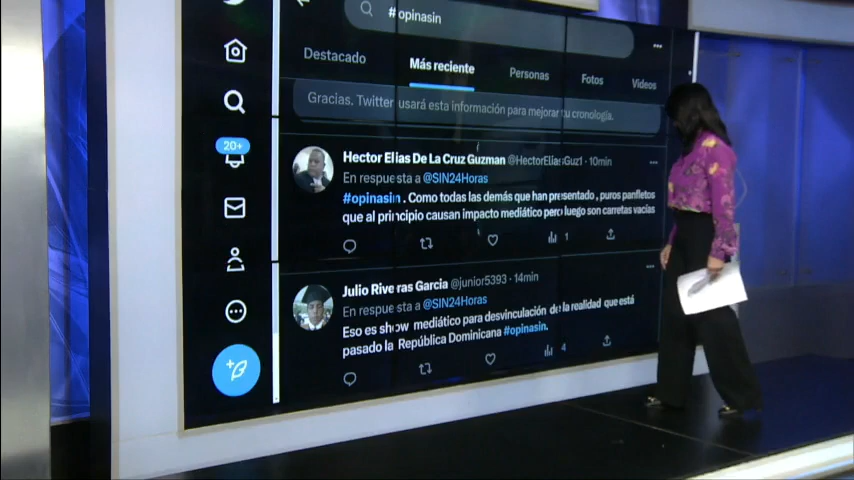 #opinasin
Destacado
Más reciente
Personas
Fotos
Videos
Gracias. Twitter usará esta información para mejorar tu cronología.
20+
Hector Elías De La Cruz Guzman @HectorEliasGuz1 · 10min
En respuesta a @SIN24Horas
#opinasin . Como todas las demás que han presentado , puros panfletos
que al principio causan impacto mediático pero luego son carretas vacías
1
Julio Riveras Garcia @junior5393 · 14min
En respuesta a @SIN24Horas
Eso es show mediático para desvinculación de la realidad que está
pasado la República Dominicana #opinasin.
4